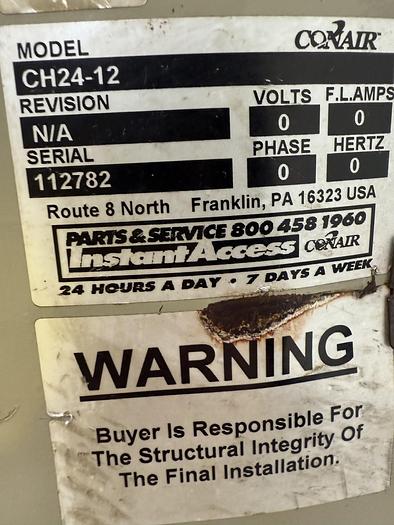 MODEL CONAIR™
CH24-12
REVISION VOLTS F.L.AMPS
N/A 0 0
SERIAL PHASE HERTZ
112782 0 0
Route 8 North Franklin, PA 16323 USA
PARTS & SERVICE 800 458 1960
Instant Access CONAIR
24 HOURS A DAY • 7 DAYS A WEEK
WARNING
Buyer Is Responsible For
The Structural Integrity Of
The Final Installation.